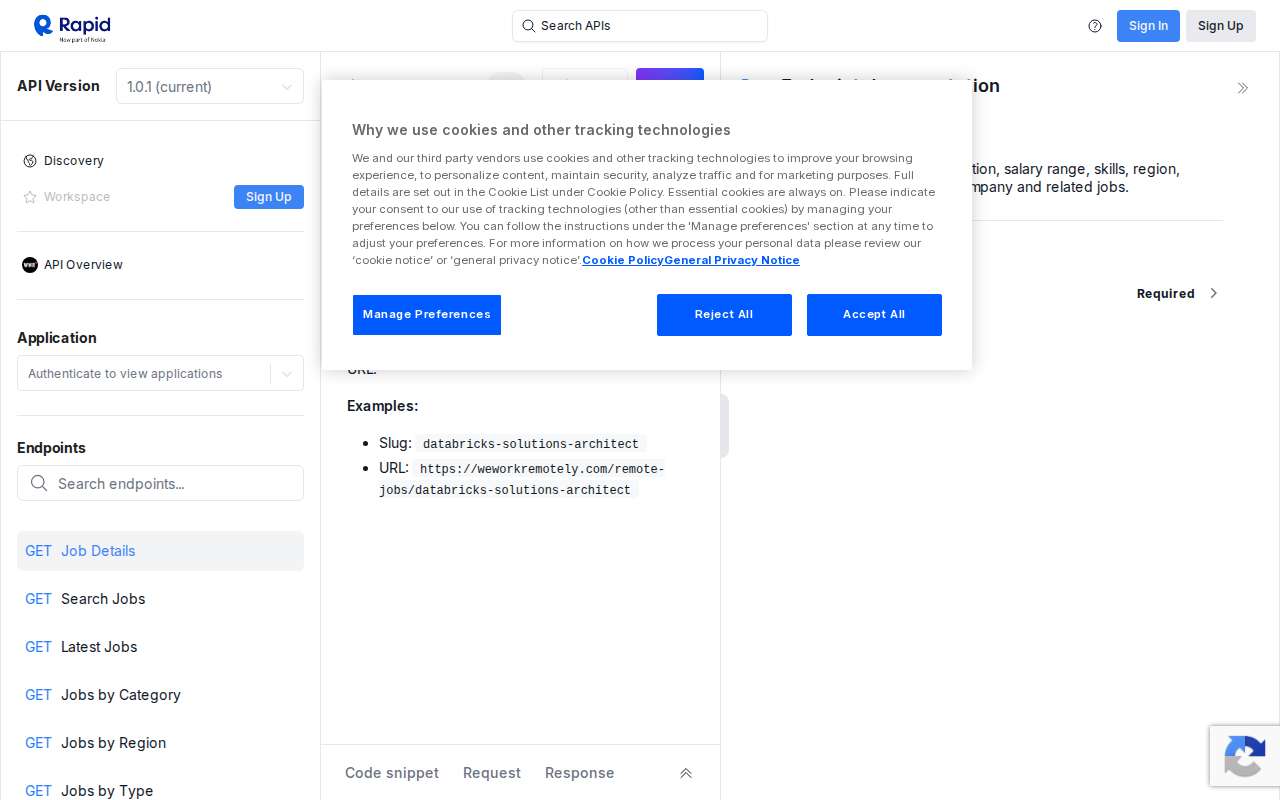 Rapid
Now part of Nokia
Search APIs
Sign In
Sign Up
API Version
1.0.1 (current)
Discovery
Workspace
Sign Up
API Overview
Application
Authenticate to view applications
Endpoints
Search endpoints...
GET Job Details
GET Search Jobs
GET Latest Jobs
GET Jobs by Category
GET Jobs by Region
GET Jobs by Type
Why we use cookies and other tracking technologies
We and our third party vendors use cookies and other tracking technologies to improve your browsing
experience, to personalize content, maintain security, analyze traffic and for marketing purposes. Full
details are set out in the Cookie List under Cookie Policy. Essential cookies are always on. Please indicate
your consent to our use of tracking technologies (other than essential cookies) by managing your
preferences below. You can follow the instructions under the 'Manage preferences' section at any time to
adjust your preferences. For more information on how we process your personal data please review our
'cookie notice' or 'general privacy notice'.Cookie PolicyGeneral Privacy Notice
Manage Preferences
Reject All
Accept All
URL.
Examples:
Slug: databricks-solutions-architect
URL: https://weworkremotely.com/remote-
jobs/databricks-solutions-architect
Code snippet
Request
Response
tion, salary range, skills, region,
mpany and related jobs.
Required